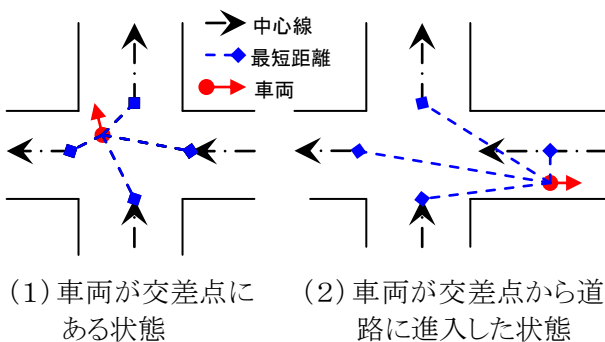 中心線
最短距離
車両
(1)車両が交差点に
ある状態
(2)車両が交差点から道
路に進入した状態